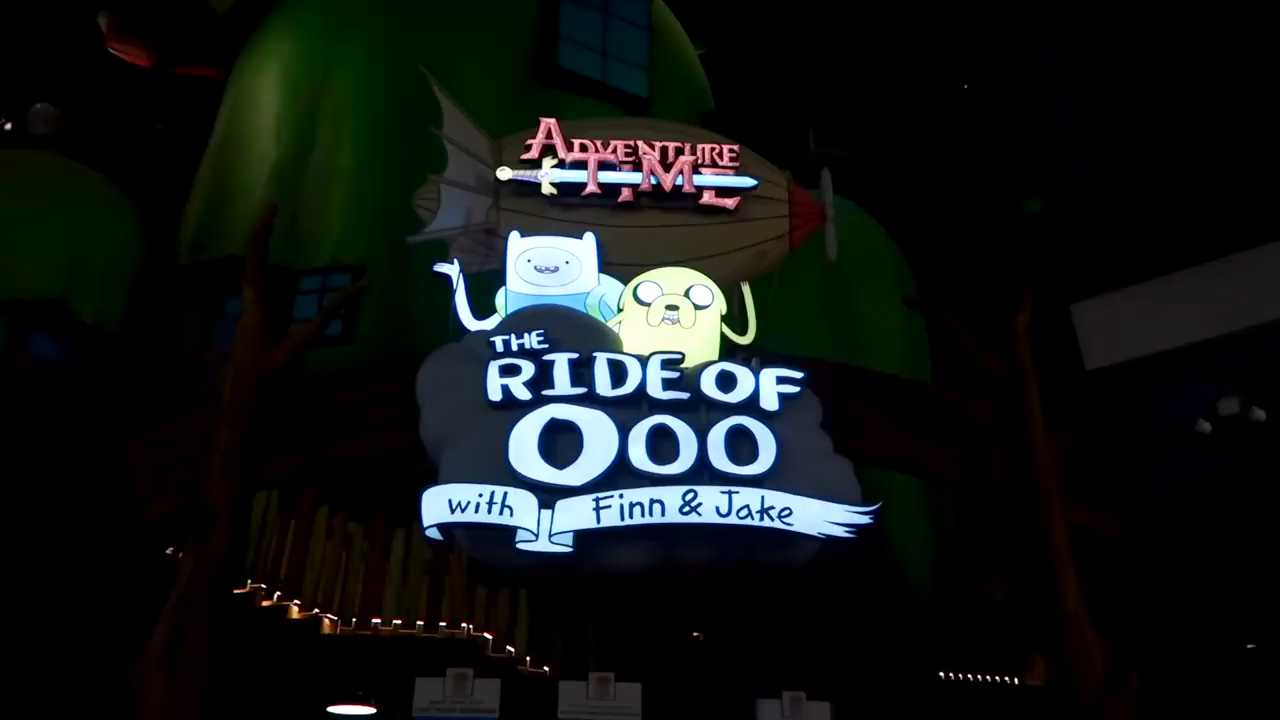 ADVENTURE
TIME
THE
RIDE OF
OOO
with Finn & Jake